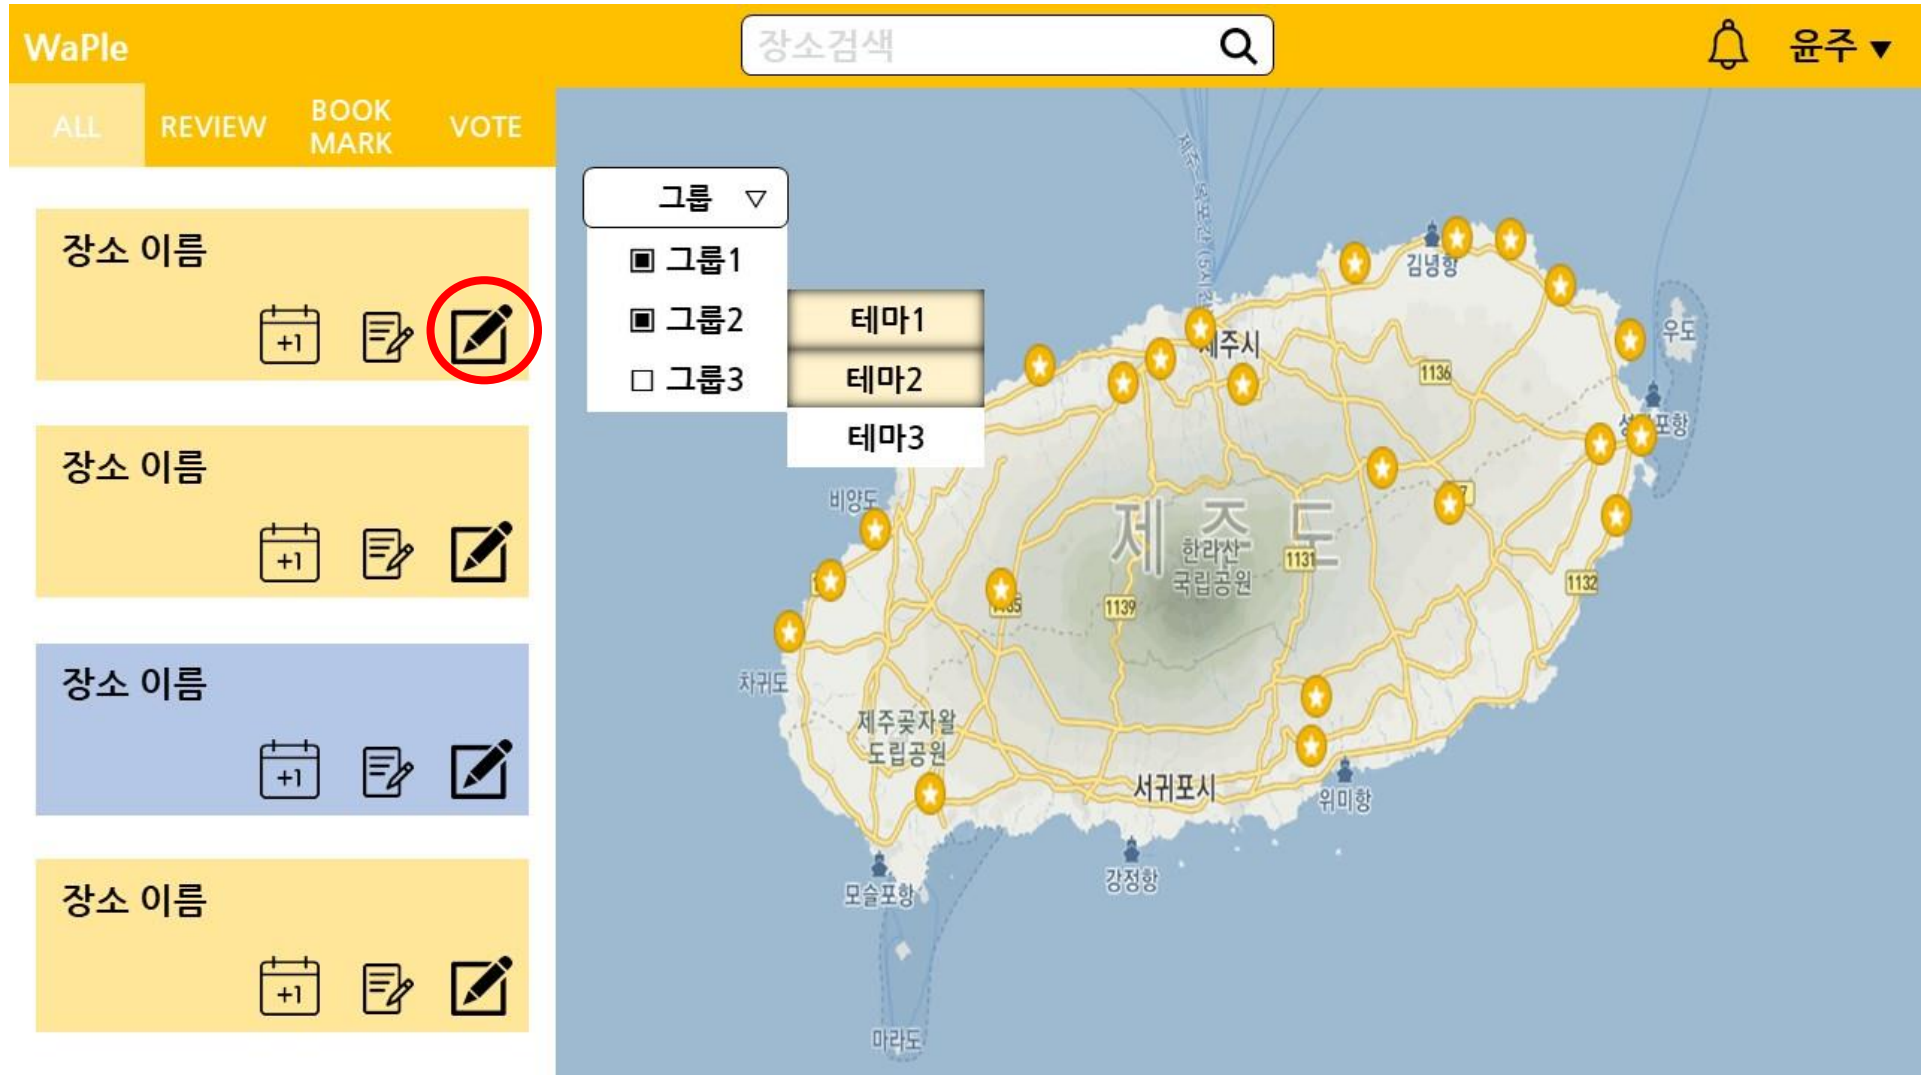 WaPle
장소검색
윤주 ▼
ALL
REVIEW
BOOK
MARK
VOTE
장소 이름
+1
장소 이름
+1
장소 이름
+1
장소 이름
+1
그룹 ▽
▣ 그룹1
▣ 그룹2
□ 그룹3
테마1
테마2
테마3
김녕항
우도
제주시
1136
포항
비양도
제주도
한라산
국립공원
1131
1132
1139
차귀도
제주곶자왈
도립공원
서귀포시
위미항
강정항
모슬포항
마라도